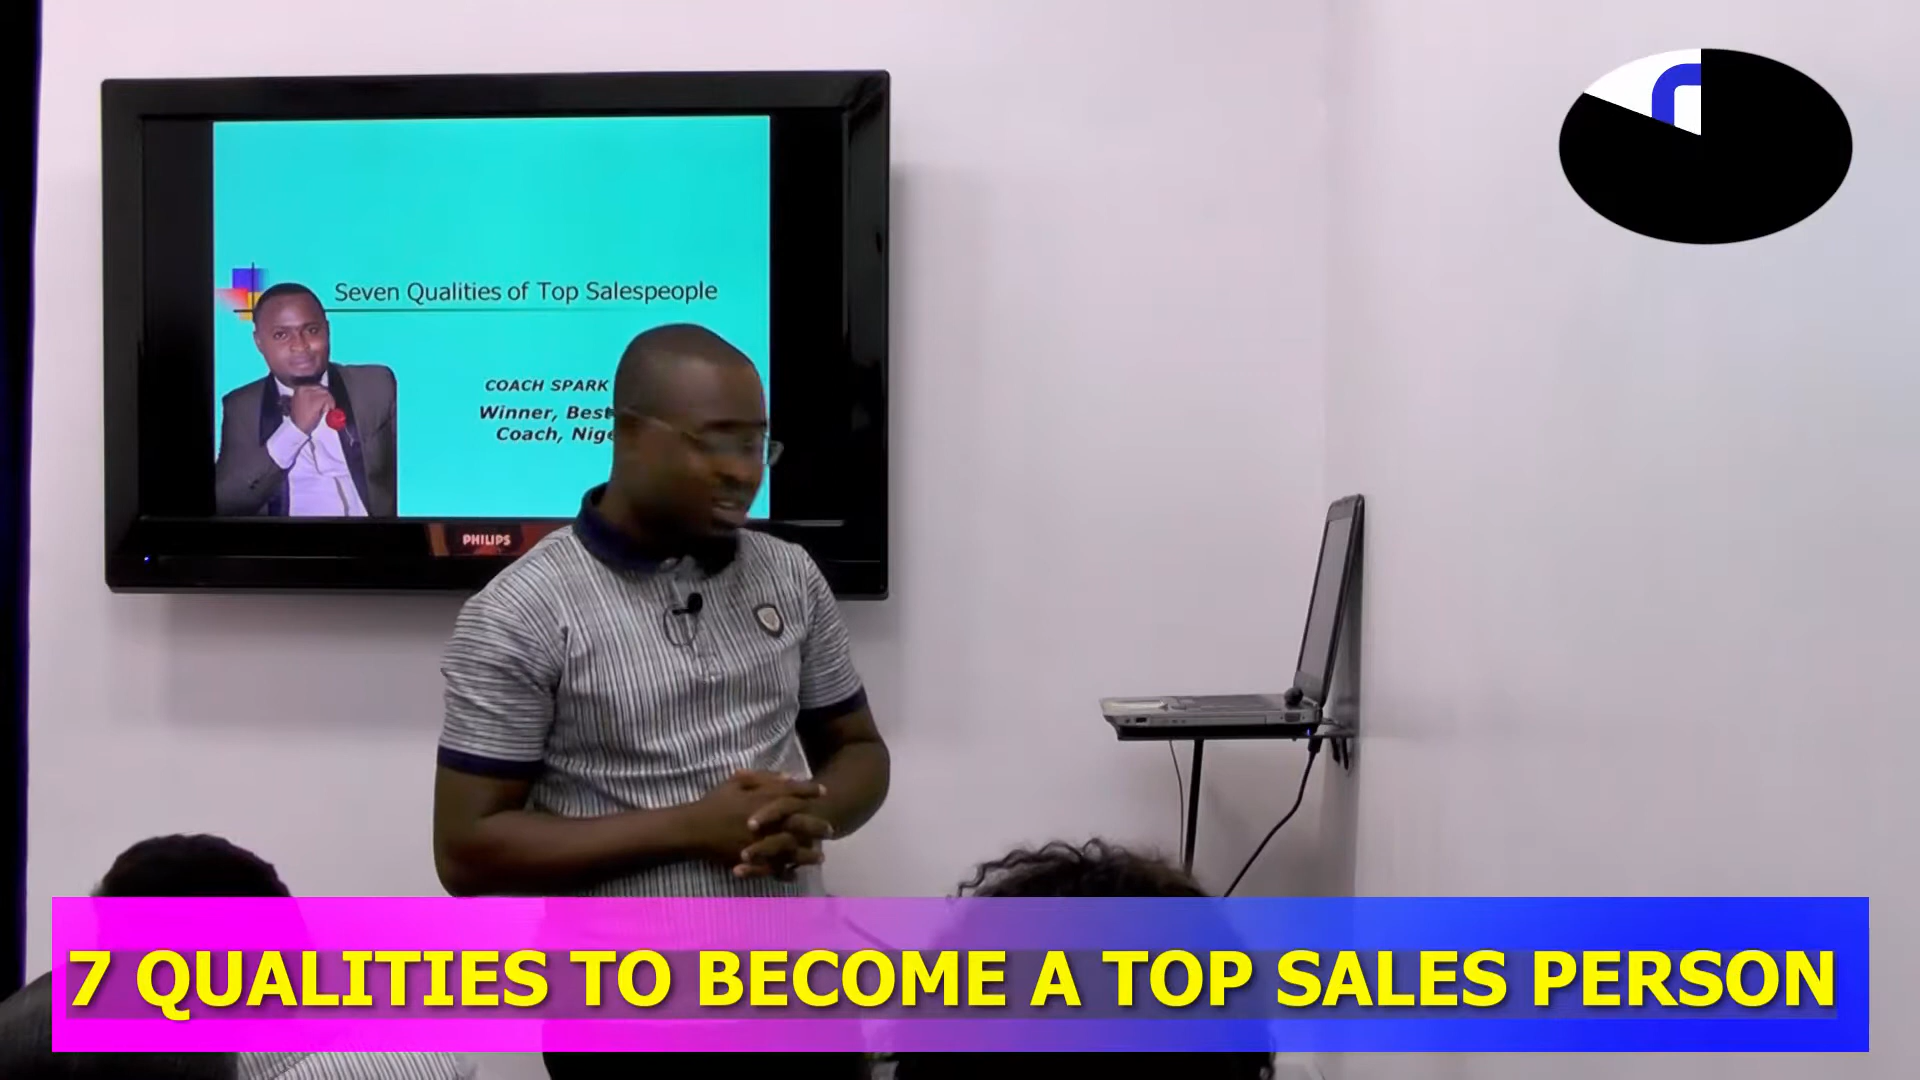 Seven Qualities of Top Salespeople
COACH SPARK
Winner, Best
Coach, Nige
PHILIPS
7 QUALITIES TO BECOME A TOP SALES PERSON